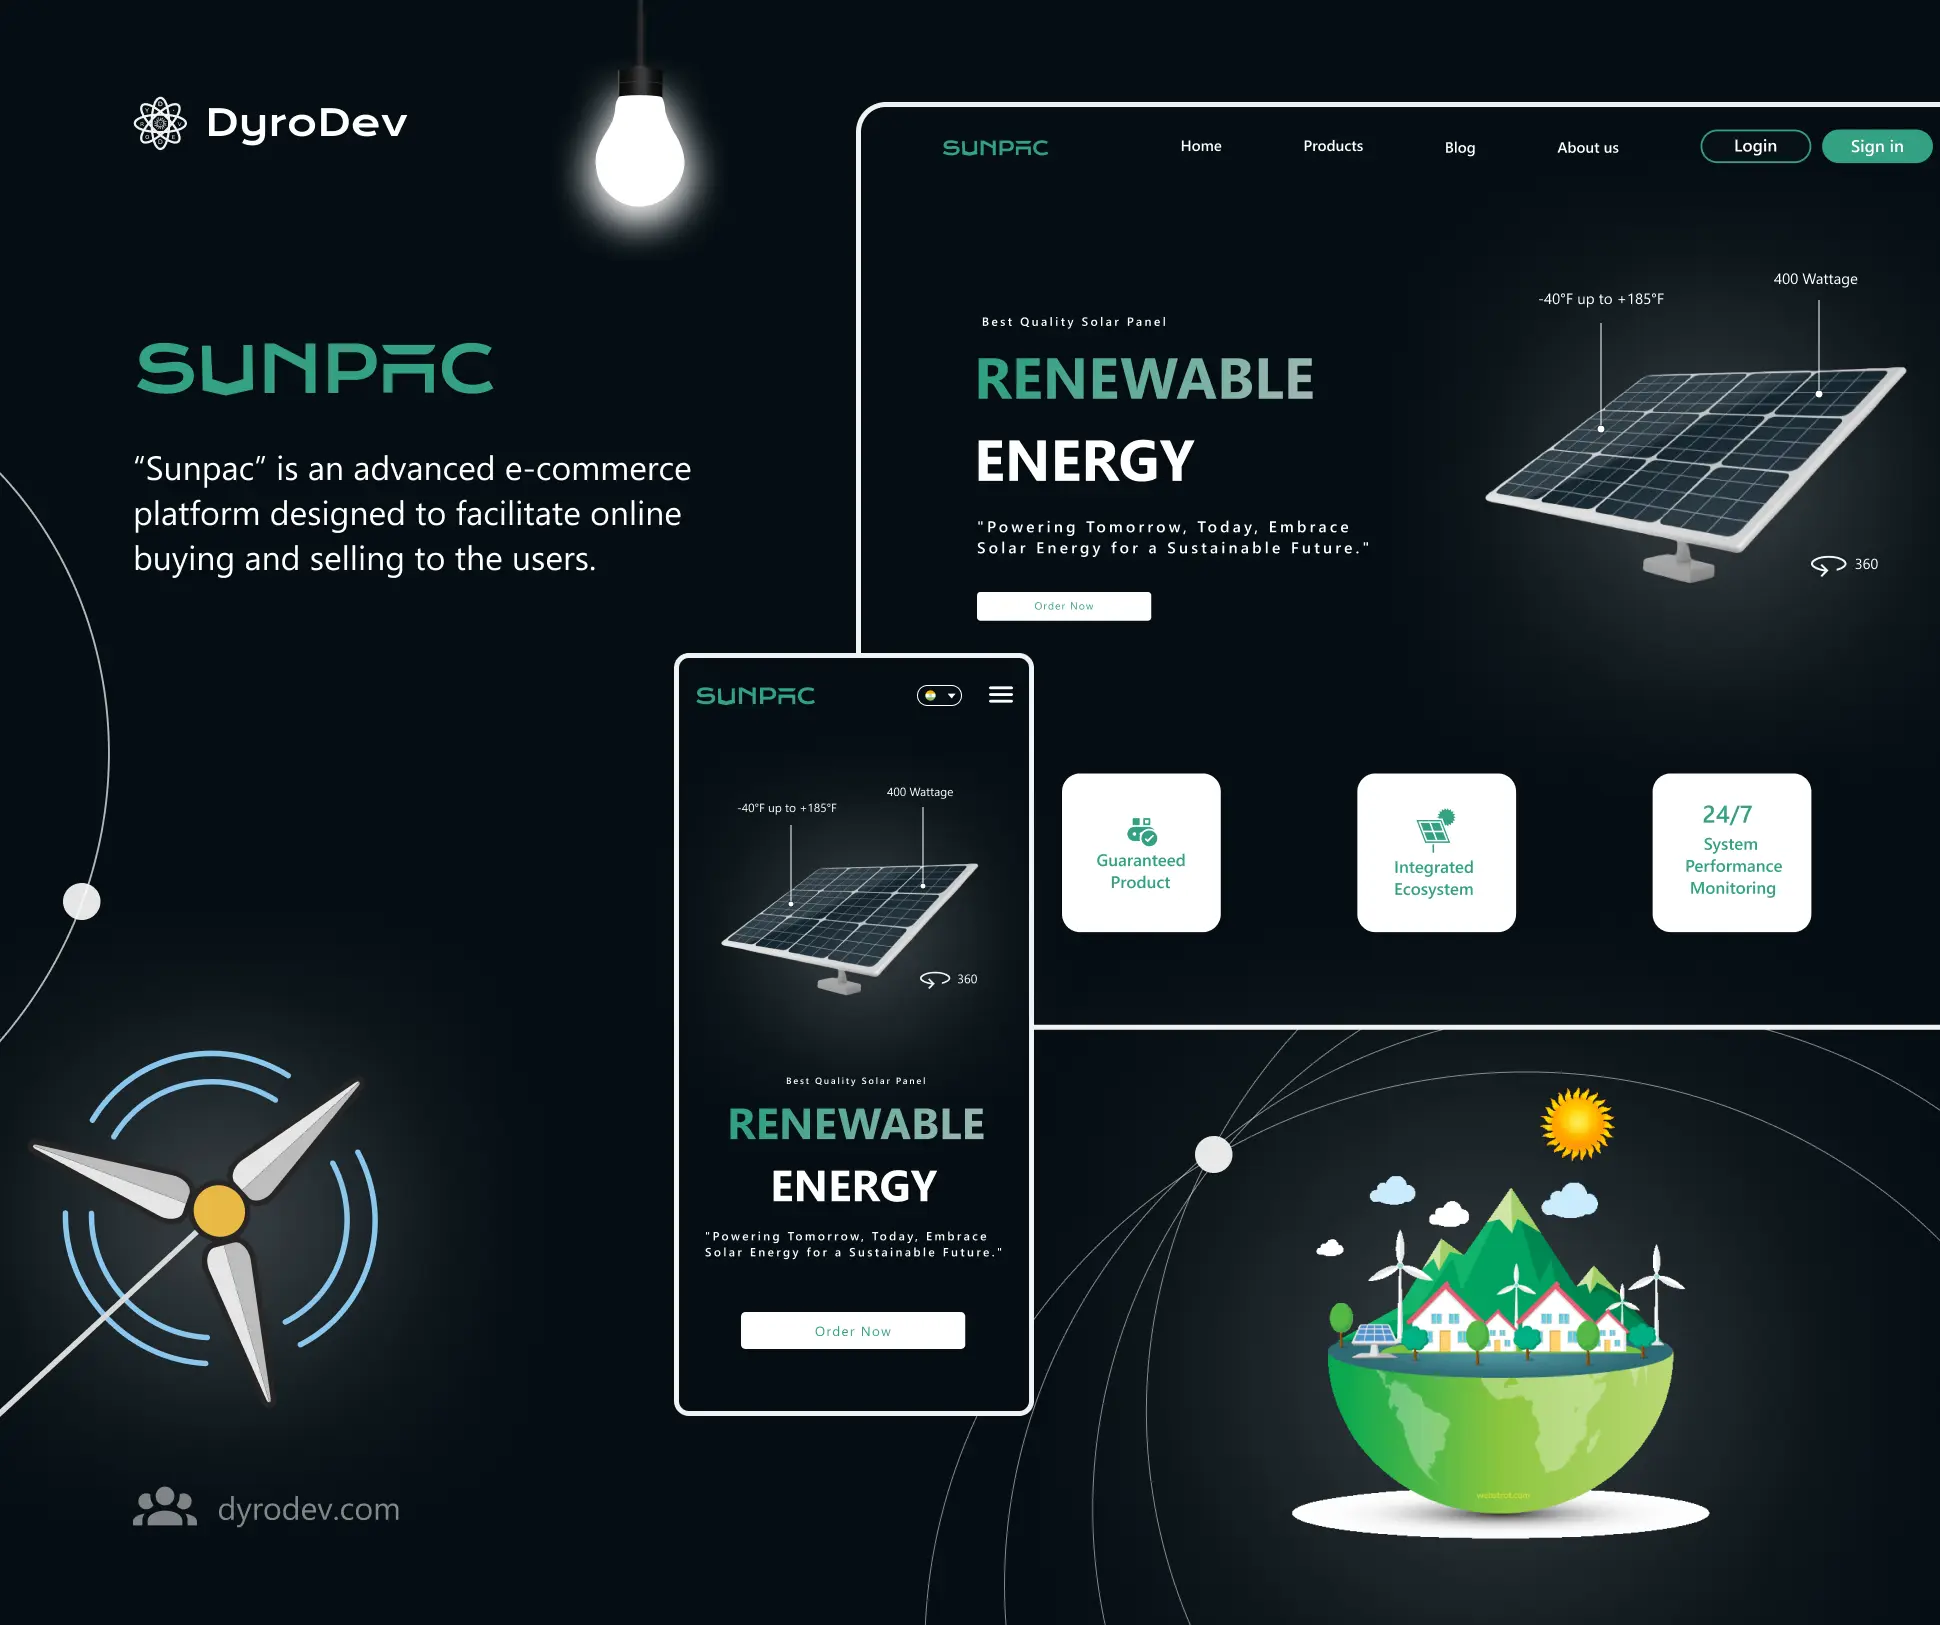 DyroDev
SUNPAC
“Sunpac” is an advanced e-commerce
platform designed to facilitate online
buying and selling to the users.
SUNPAC
Home
Products
Blog
About us
Login
Sign in
Best Quality Solar Panel
RENEWABLE
ENERGY
"Powering Tomorrow, Today, Embrace
Solar Energy for a Sustainable Future."
Order Now
-40°F up to +185°F
400 Wattage
360
Guaranteed
Product
Integrated
Ecosystem
24/7
System
Performance
Monitoring
SUNPAC
-40°F up to +185°F
400 Wattage
360
Best Quality Solar Panel
RENEWABLE
ENERGY
"Powering Tomorrow, Today, Embrace
Solar Energy for a Sustainable Future."
Order Now
dyrodev.com